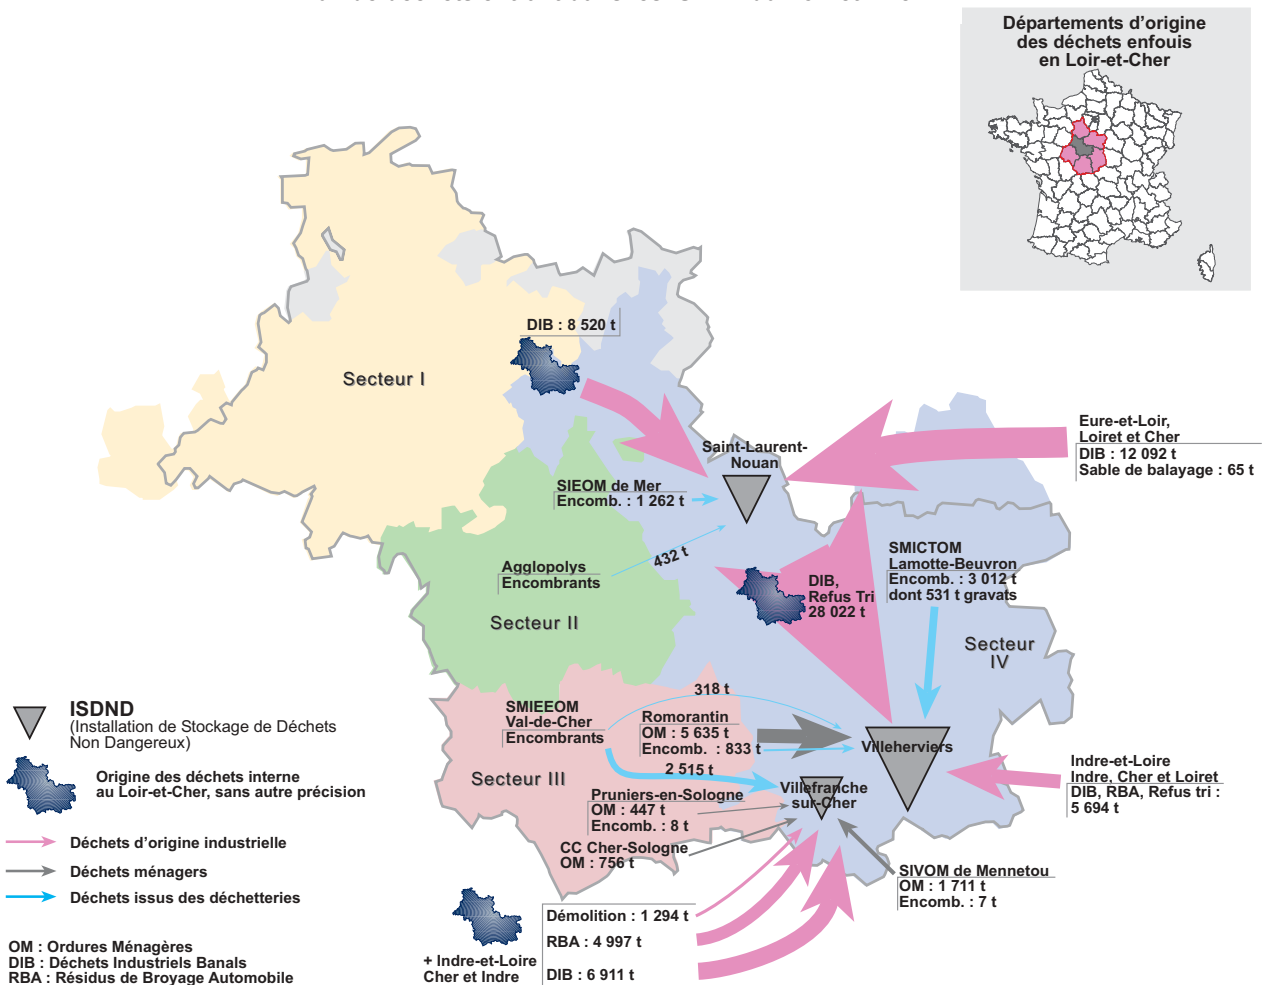 Départements d'origine
des déchets enfouis
en Loir-et-Cher
DIB : 8 520 t
Secteur I
Eure-et-Loir,
Loiret et Cher
DIB : 12 092 t
Sable de balayage : 65 t
Saint-Laurent-
Nouan
SIEOM de Mer
Encomb. : 1 262 t
432 t
Agglopolys
Encombrants
Secteur II
DIB,
Refus Tri
28 022 t
SMICTOM
Lamotte-Beuvron
Encomb. : 3 012 t
dont 531 t gravats
Secteur
IV
318 t
SMIEEOM
Val-de-Cher
Encombrants
Romorantin
OM : 5 635 t
Encomb. : 833 t
Villeherviers
2 515 t
Secteur III
Villefranche
sur-Cher
Pruniers-en-Sologne
OM : 447 t
Encomb. : 8 t
CC Cher-Sologne
OM : 756 t
Indre-et-Loire
Indre, Cher et Loiret
DIB, RBA, Refus tri :
5 694 t
SIVOM de Mennetou
OM : 1 711 t
Encomb. : 7 t
Démolition : 1 294 t
RBA : 4 997 t
DIB : 6 911 t
+ Indre-et-Loire
Cher et Indre
ISDND
(Installation de Stockage de Déchets
Non Dangereux)
Origine des déchets interne
au Loir-et-Cher, sans autre précision
Déchets d'origine industrielle
Déchets ménagers
Déchets issus des déchetteries
OM : Ordures Ménagères
DIB : Déchets Industriels Banals
RBA : Résidus de Broyage Automobile